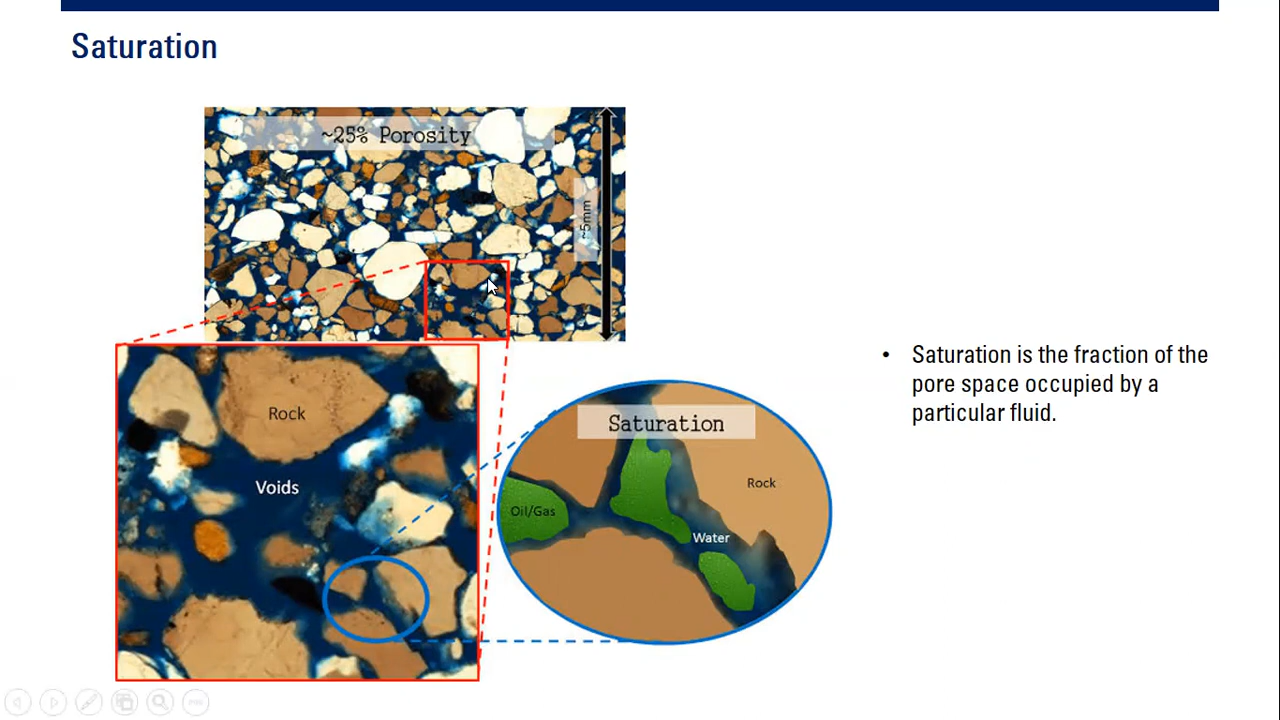 Saturation
~25% Porosity
~5mm
Rock
Voids
Saturation
Rock
Oil/Gas
Water
• Saturation is the fraction of the
pore space occupied by a
particular fluid.